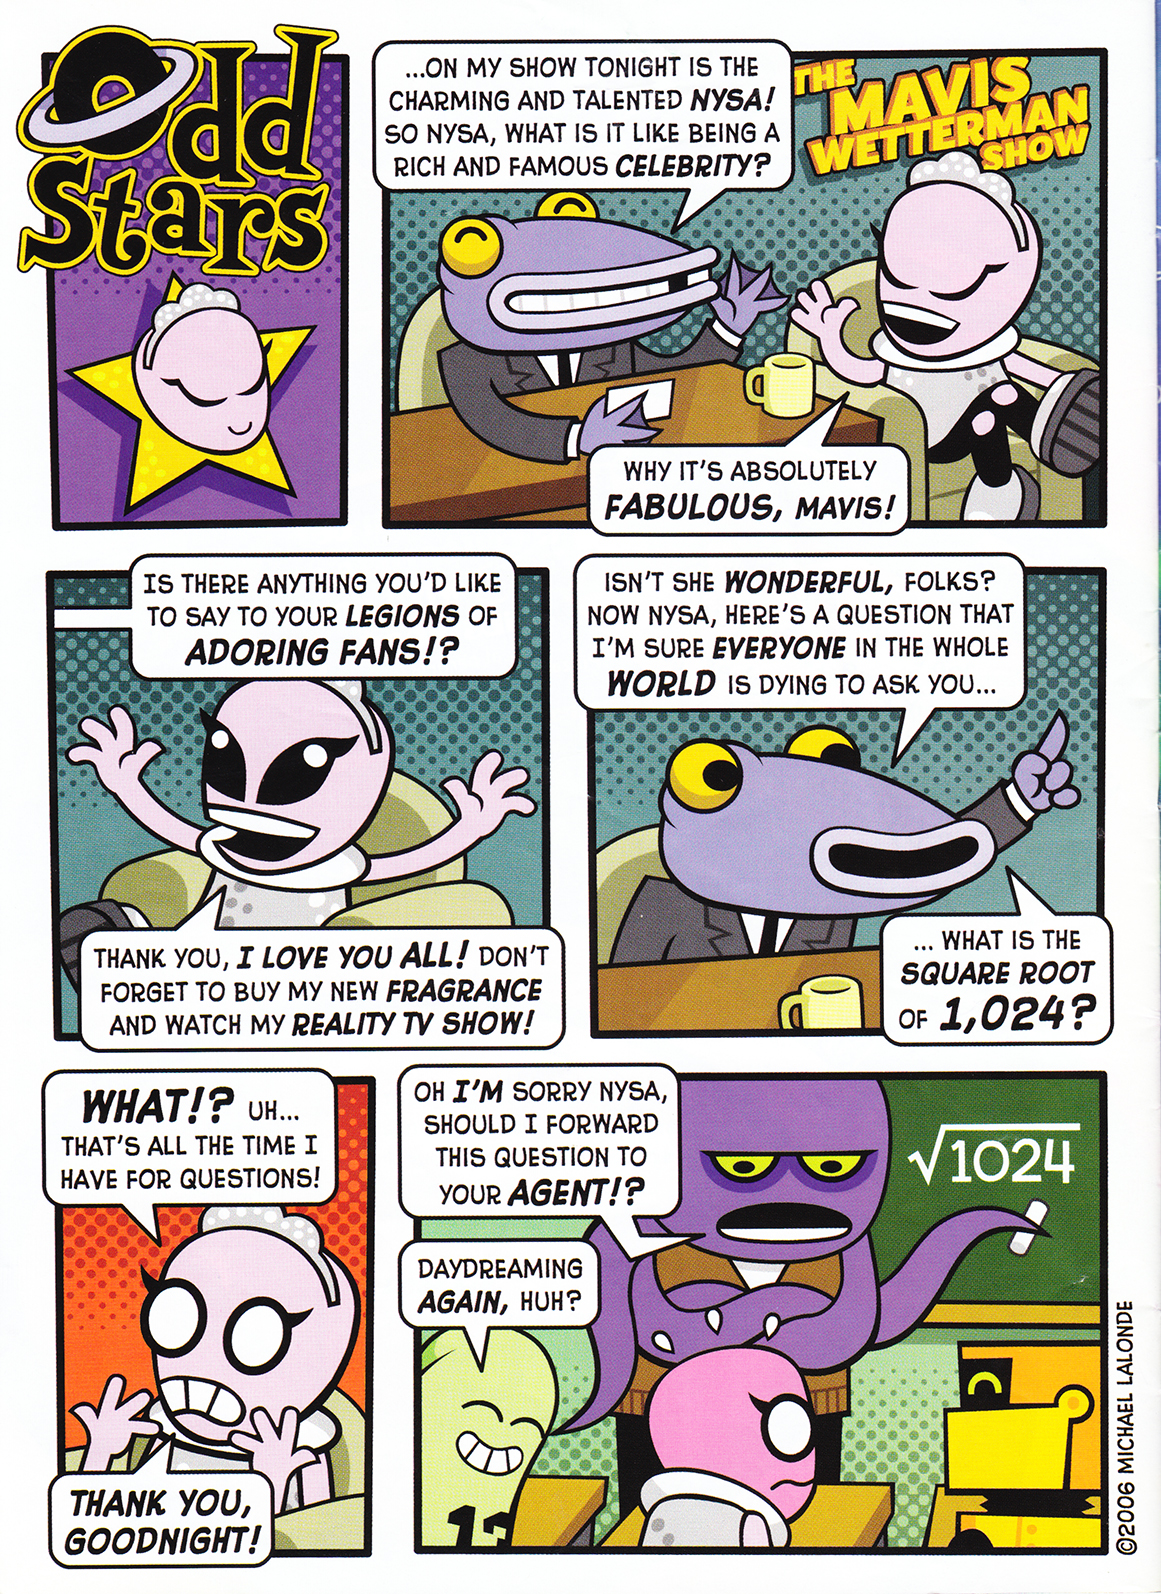 Odd
Stars
...ON MY SHOW TONIGHT IS THE
CHARMING AND TALENTED NYSA!
SO NYSA, WHAT IS IT LIKE BEING A
RICH AND FAMOUS CELEBRITY?
THE
MAVIS
WETTERMAN
SHOW
WHY IT'S ABSOLUTELY
FABULOUS, MAVIS!
IS THERE ANYTHING YOU'D LIKE
TO SAY TO YOUR LEGIONS OF
ADORING FANS!?
THANK YOU, I LOVE YOU ALL! DON'T
FORGET TO BUY MY NEW FRAGRANCE
AND WATCH MY REALITY TV SHOW!
ISN'T SHE WONDERFUL, FOLKS?
NOW NYSA, HERE'S A QUESTION THAT
I'M SURE EVERYONE IN THE WHOLE
WORLD IS DYING TO ASK YOU...
... WHAT IS THE
SQUARE ROOT
OF 1,024?
WHAT!? UH...
THAT'S ALL THE TIME I
HAVE FOR QUESTIONS!
THANK YOU,
GOODNIGHT!
OH I'M SORRY NYSA,
SHOULD I FORWARD
THIS QUESTION TO
YOUR AGENT!?
√1024
DAYDREAMING
AGAIN, HUH?
©2006 MICHAEL LALONDE